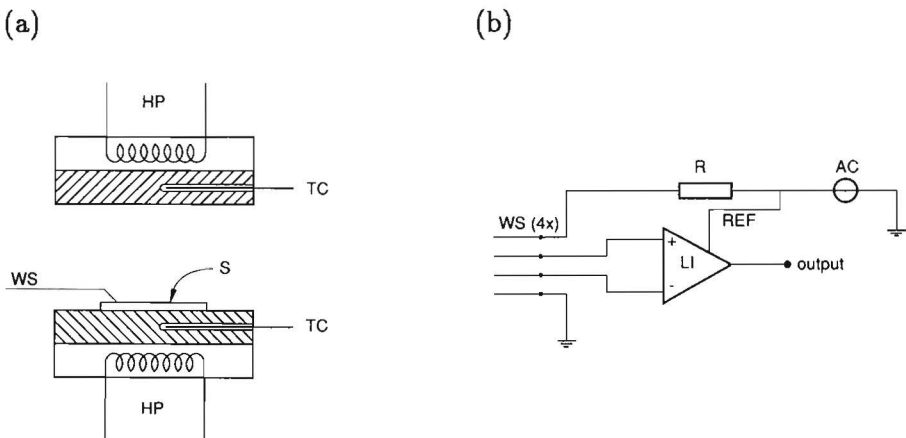 (a)
HP
TC
WS
S
TC
HP
(b)
R
AC
WS (4x)
REF
+
LI
-
output